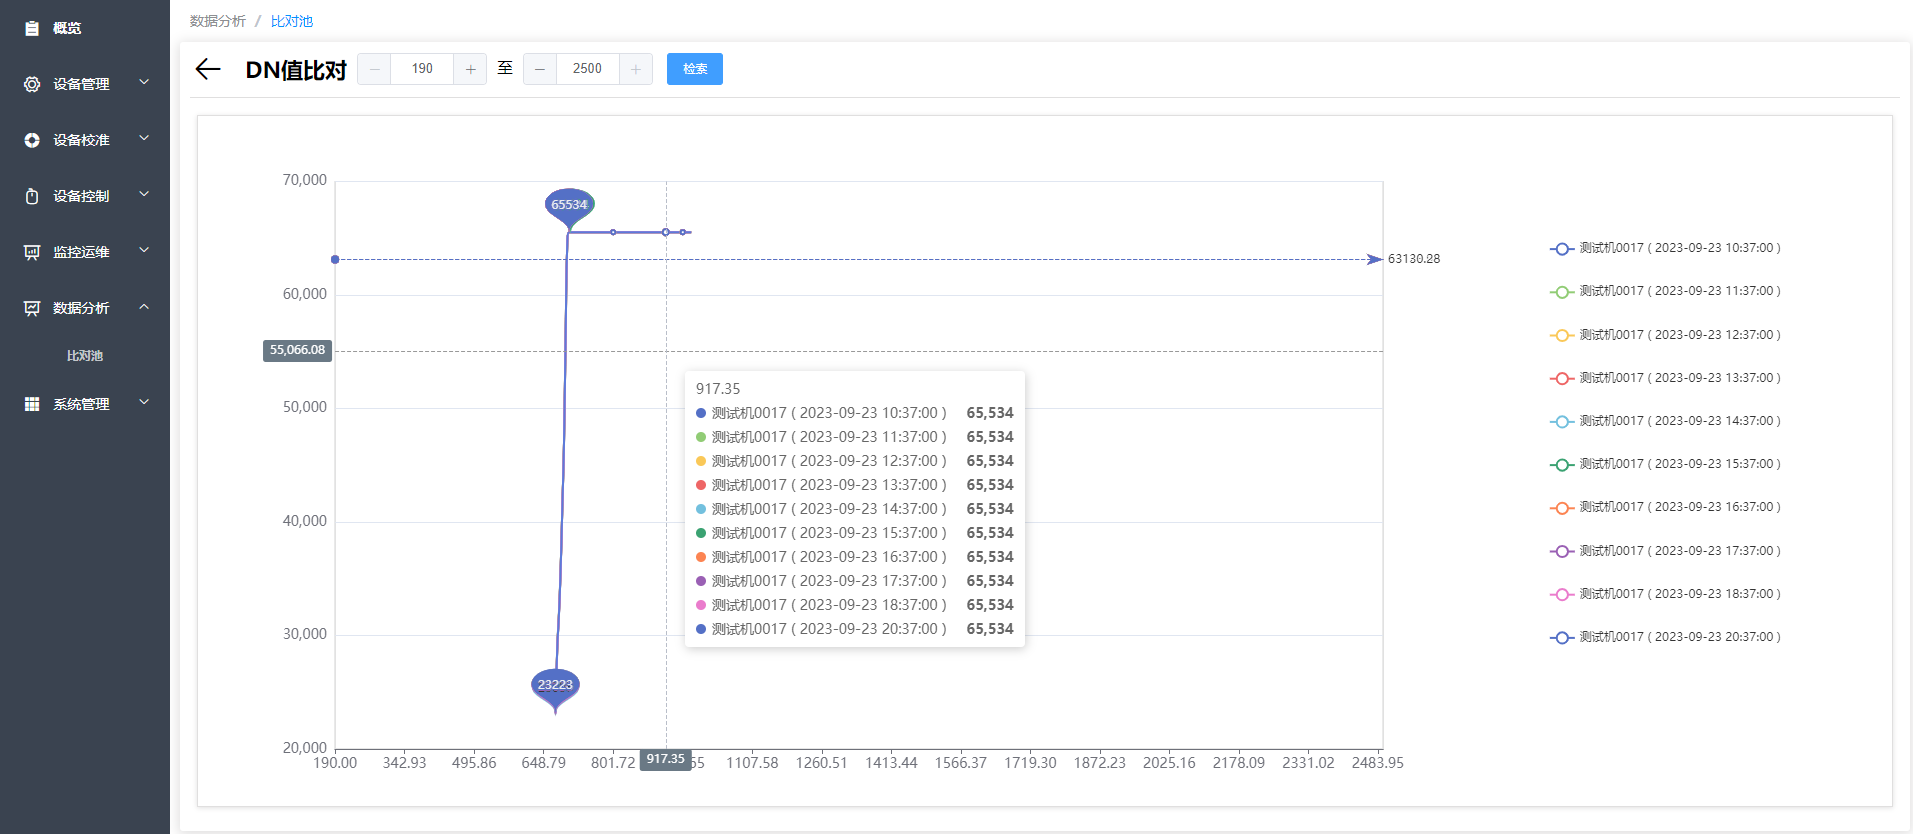 概览
设备管理
设备校准
设备控制
监控运维
数据分析
比对池
系统管理
数据分析 / 比对池
DN值比对 190 至 2500 检索
70,000
60,000
55,066.08
50,000
40,000
30,000
20,000
65534
63130.28
23223
917.35
测试机0017 ( 2023-09-23 10:37:00 ) 65,534
测试机0017 ( 2023-09-23 11:37:00 ) 65,534
测试机0017 ( 2023-09-23 12:37:00 ) 65,534
测试机0017 ( 2023-09-23 13:37:00 ) 65,534
测试机0017 ( 2023-09-23 14:37:00 ) 65,534
测试机0017 ( 2023-09-23 15:37:00 ) 65,534
测试机0017 ( 2023-09-23 16:37:00 ) 65,534
测试机0017 ( 2023-09-23 17:37:00 ) 65,534
测试机0017 ( 2023-09-23 18:37:00 ) 65,534
测试机0017 ( 2023-09-23 20:37:00 ) 65,534
190.00 342.93 495.86 648.79 801.72 917.35 1107.58 1260.51 1413.44 1566.37 1719.30 1872.23 2025.16 2178.09 2331.02 2483.95
测试机0017 ( 2023-09-23 10:37:00 )
测试机0017 ( 2023-09-23 11:37:00 )
测试机0017 ( 2023-09-23 12:37:00 )
测试机0017 ( 2023-09-23 13:37:00 )
测试机0017 ( 2023-09-23 14:37:00 )
测试机0017 ( 2023-09-23 15:37:00 )
测试机0017 ( 2023-09-23 16:37:00 )
测试机0017 ( 2023-09-23 17:37:00 )
测试机0017 ( 2023-09-23 18:37:00 )
测试机0017 ( 2023-09-23 20:37:00 )